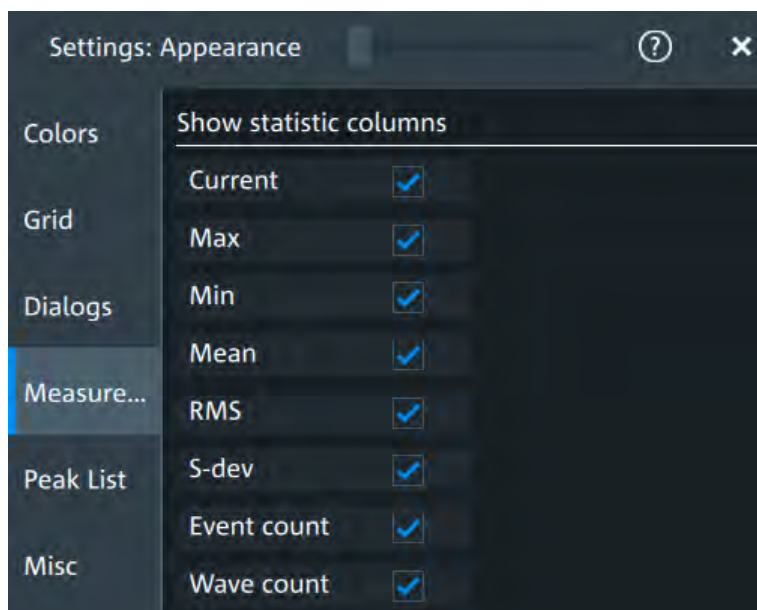 Settings: Appearance ? ×
Colors
Grid
Dialogs
Measure...
Peak List
Misc
Show statistic columns
Current
Max
Min
Mean
RMS
S-dev
Event count
Wave count